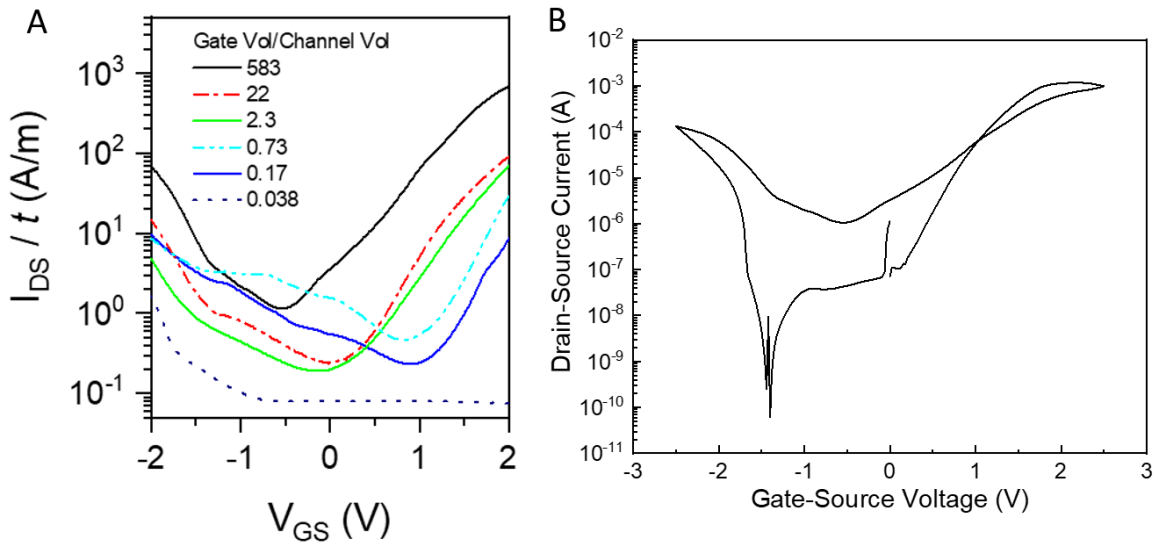 A
Gate Vol/Channel Vol
583
22
2.3
0.73
0.17
0.038
10³
10²
10¹
10⁰
10⁻¹
I_DS / t (A/m)
-2 -1 0 1 2
V_GS (V)
B
10⁻²
10⁻³
10⁻⁴
10⁻⁵
10⁻⁶
10⁻⁷
10⁻⁸
10⁻⁹
10⁻¹⁰
10⁻¹¹
Drain-Source Current (A)
-3 -2 -1 0 1 2 3
Gate-Source Voltage (V)